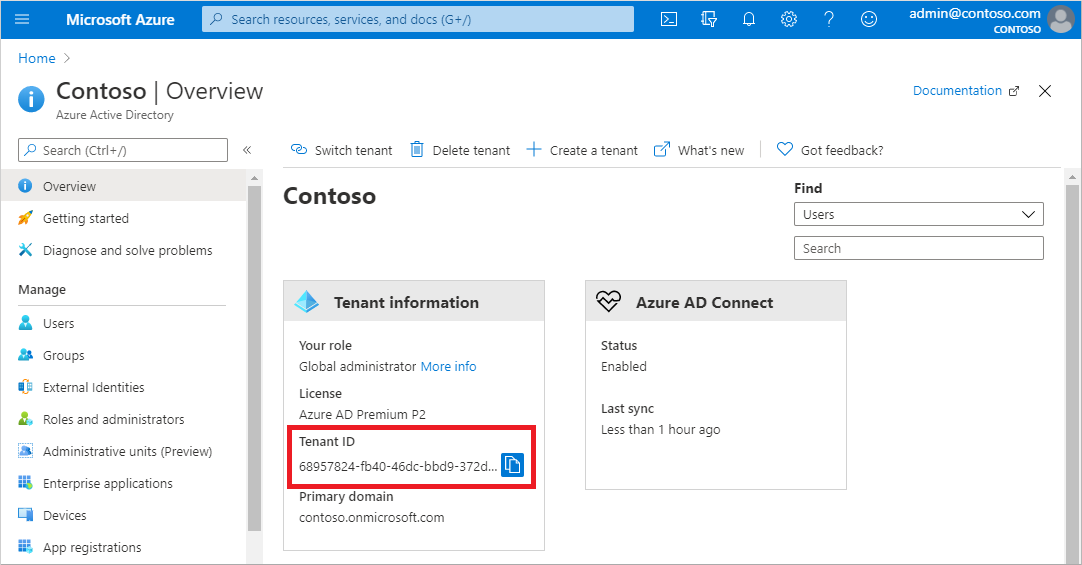 Microsoft Azure
Search resources, services, and docs (G+/)
admin@contoso.com
CONTOSO
Home
Contoso | Overview
Azure Active Directory
Documentation
Search (Ctrl+/)
Switch tenant
Delete tenant
Create a tenant
What's new
Got feedback?
Overview
Getting started
Diagnose and solve problems
Manage
Users
Groups
External Identities
Roles and administrators
Administrative units (Preview)
Enterprise applications
Devices
App registrations
Contoso
Find
Users
Search
Tenant information
Your role
Global administrator More info
License
Azure AD Premium P2
Tenant ID
68957824-fb40-46dc-bbd9-372d...
Primary domain
contoso.onmicrosoft.com
Azure AD Connect
Status
Enabled
Last sync
Less than 1 hour ago